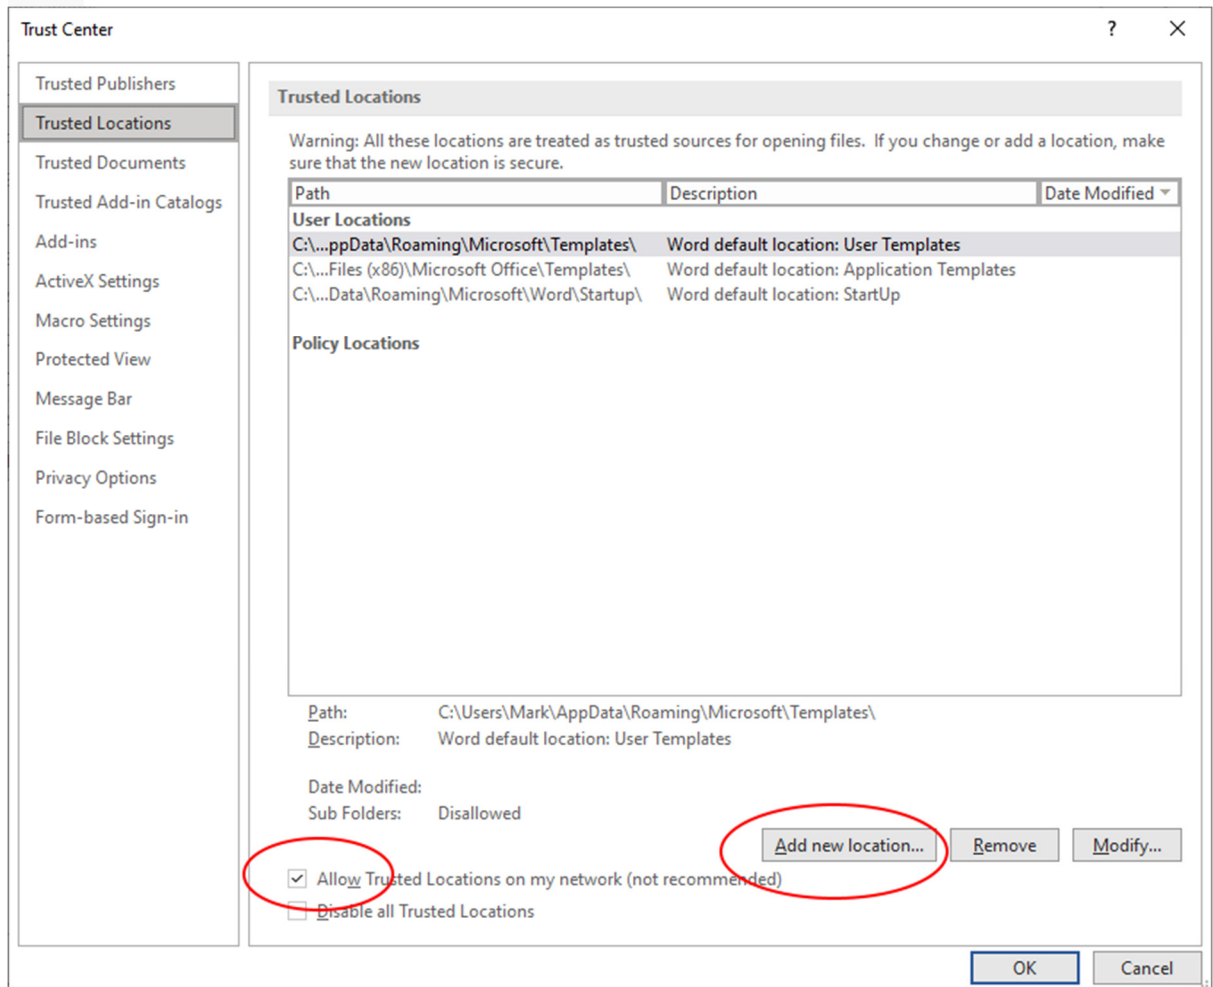 Trust Center
?
Trusted Publishers
Trusted Locations
Trusted Documents
Trusted Add-in Catalogs
Add-ins
ActiveX Settings
Macro Settings
Protected View
Message Bar
File Block Settings
Privacy Options
Form-based Sign-in
Trusted Locations
Warning: All these locations are treated as trusted sources for opening files. If you change or add a location, make
sure that the new location is secure.
Path Description Date Modified
User Locations
C:\...ppData\Roaming\Microsoft\Templates\ Word default location: User Templates
C:\...Files (x86)\Microsoft Office\Templates\ Word default location: Application Templates
C:\...Data\Roaming\Microsoft\Word\Startup\ Word default location: StartUp
Policy Locations
Path: C:\Users\Mark\AppData\Roaming\Microsoft\Templates\
Description: Word default location: User Templates
Date Modified:
Sub Folders: Disallowed
Add new location... Remove Modify...
Allow Trusted Locations on my network (not recommended)
Disable all Trusted Locations
OK Cancel